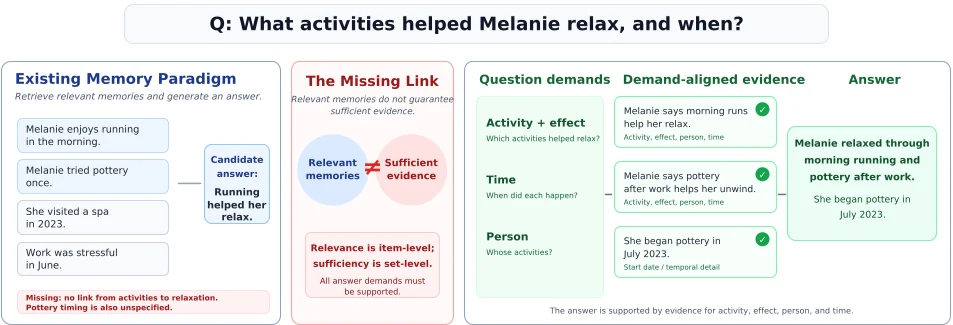 Q: What activities helped Melanie relax, and when?
Existing Memory Paradigm
Retrieve relevant memories and generate an answer.
Melanie enjoys running
in the morning.
Melanie tried pottery
once.
She visited a spa
in 2023.
Work was stressful
in June.
Candidate
answer:
Running
helped her
relax.
Missing: no link from activities to relaxation.
Pottery timing is also unspecified.
The Missing Link
Relevant memories do not guarantee
sufficient evidence.
Relevant
memories
≠
Sufficient
evidence
Relevance is item-level;
sufficiency is set-level.
All answer demands must
be supported.
Question demands
Activity + effect
Which activities helped relax?
Time
When did each happen?
Person
Whose activities?
Demand-aligned evidence
Melanie says morning runs
help her relax.
✓
Activity, effect, person, time
Melanie says pottery
after work helps her unwind.
✓
Activity, effect, person, time
She began pottery in
July 2023.
✓
Start date / temporal detail
Answer
Melanie relaxed through
morning running and
pottery after work.
She began pottery in
July 2023.
The answer is supported by evidence for activity, effect, person, and time.